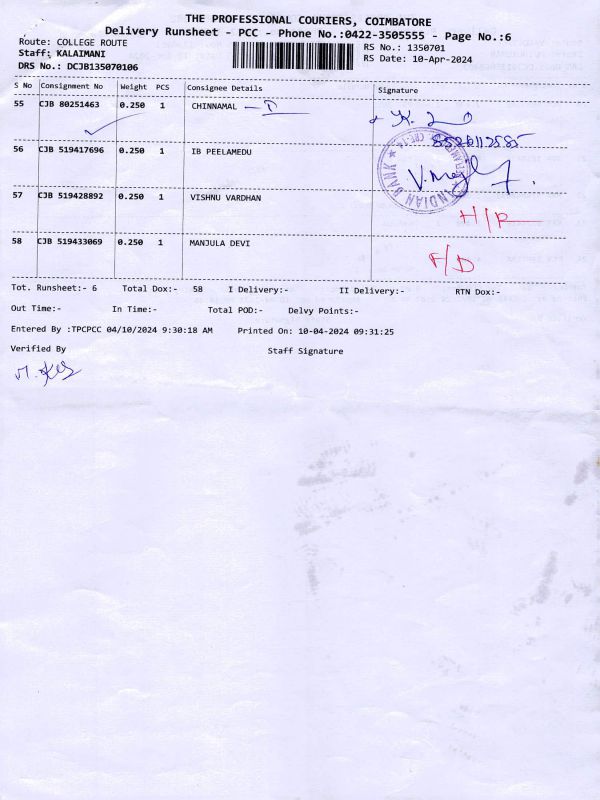 THE PROFESSIONAL COURIERS, COIMBATORE
Delivery Runsheet - PCC - Phone No.:0422-3505555 - Page No.:6
Route: COLLEGE ROUTE RS No.: 1350701
Staff: KALAIMANI RS Date: 10-Apr-2024
DRS No.: DCJB135070106
S No Consignment No Weight PCS Consignee Details Signature
55 CJB 80251463 0.250 1 CHINNAMAL - D
56 CJB 519417696 0.250 1 IB PEELAMEDU
INDIAN BANK
57 CJB 519428892 0.250 1 VISHNU VARDHAN H/R
58 CJB 519433069 0.250 1 MANJULA DEVI F/D
Tot. Runsheet:- 6 Total Dox:- 58 I Delivery:- II Delivery:- RTN Dox:-
Out Time:- In Time:- Total POD:- Delvy Points:-
Entered By :TPCPCC 04/10/2024 9:30:18 AM Printed On: 10-04-2024 09:31:25
Verified By Staff Signature